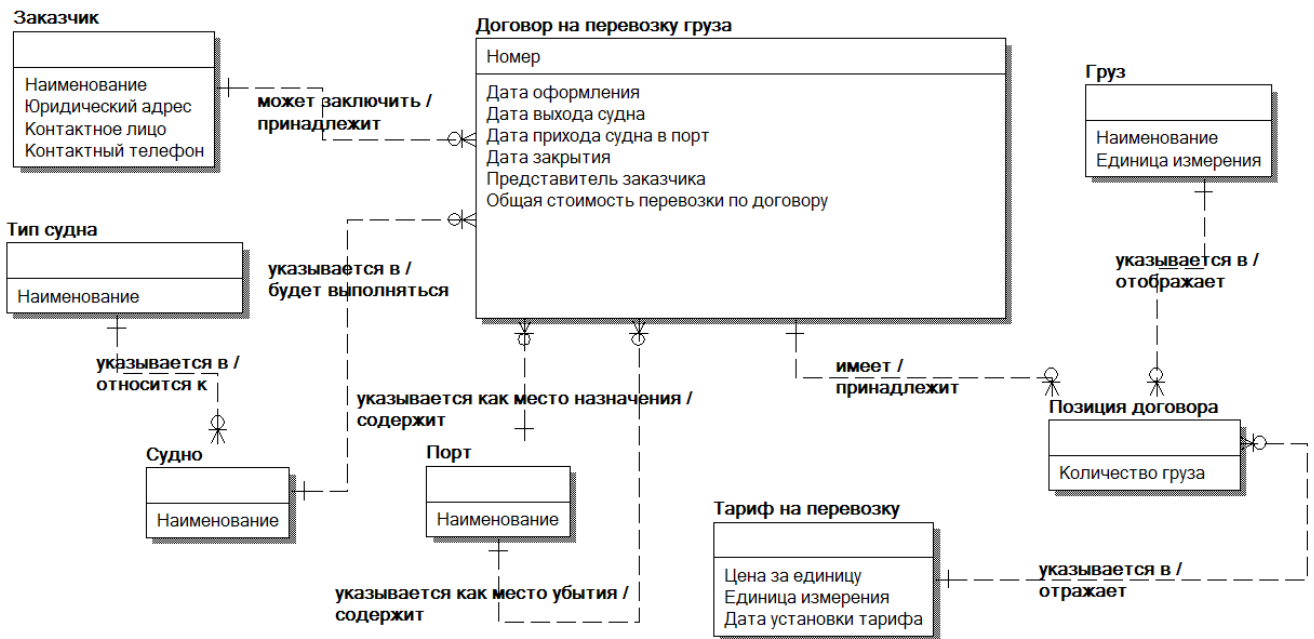 Заказчик
Наименование
Юридический адрес
Контактное лицо
Контактный телефон
может заключить /
принадлежит
Договор на перевозку груза
Номер
Дата оформления
Дата выхода судна
Дата прихода судна в порт
Дата закрытия
Представитель заказчика
Общая стоимость перевозки по договору
Груз
Наименование
Единица измерения
Тип судна
Наименование
указывается в /
будет выполняться
указывается в /
отображает
указывается в /
относится к
указывается как место назначения /
содержит
имеет /
принадлежит
Позиция договора
Количество груза
Судно
Наименование
Порт
Наименование
Тариф на перевозку
Цена за единицу
Единица измерения
Дата установки тарифа
указывается как место убытия /
содержит
указывается в /
отражает